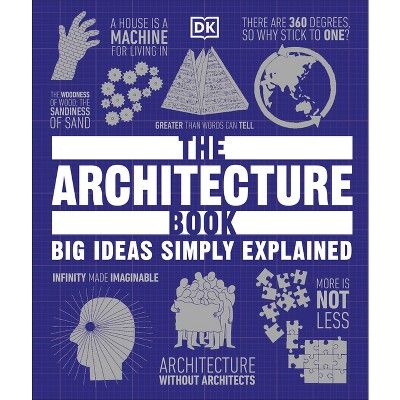 DK
A HOUSE IS A
MACHINE
FOR LIVING IN
THERE ARE 360 DEGREES,
SO WHY STICK TO ONE?
THE WOODNESS
OF WOOD; THE
SANDINESS
OF SAND
GREATER THAN WORDS CAN TELL
THE
ARCHITECTURE
BOOK
BIG IDEAS SIMPLY EXPLAINED
INFINITY MADE IMAGINABLE
MORE IS
NOT
LESS
ARCHITECTURE
WITHOUT ARCHITECTS